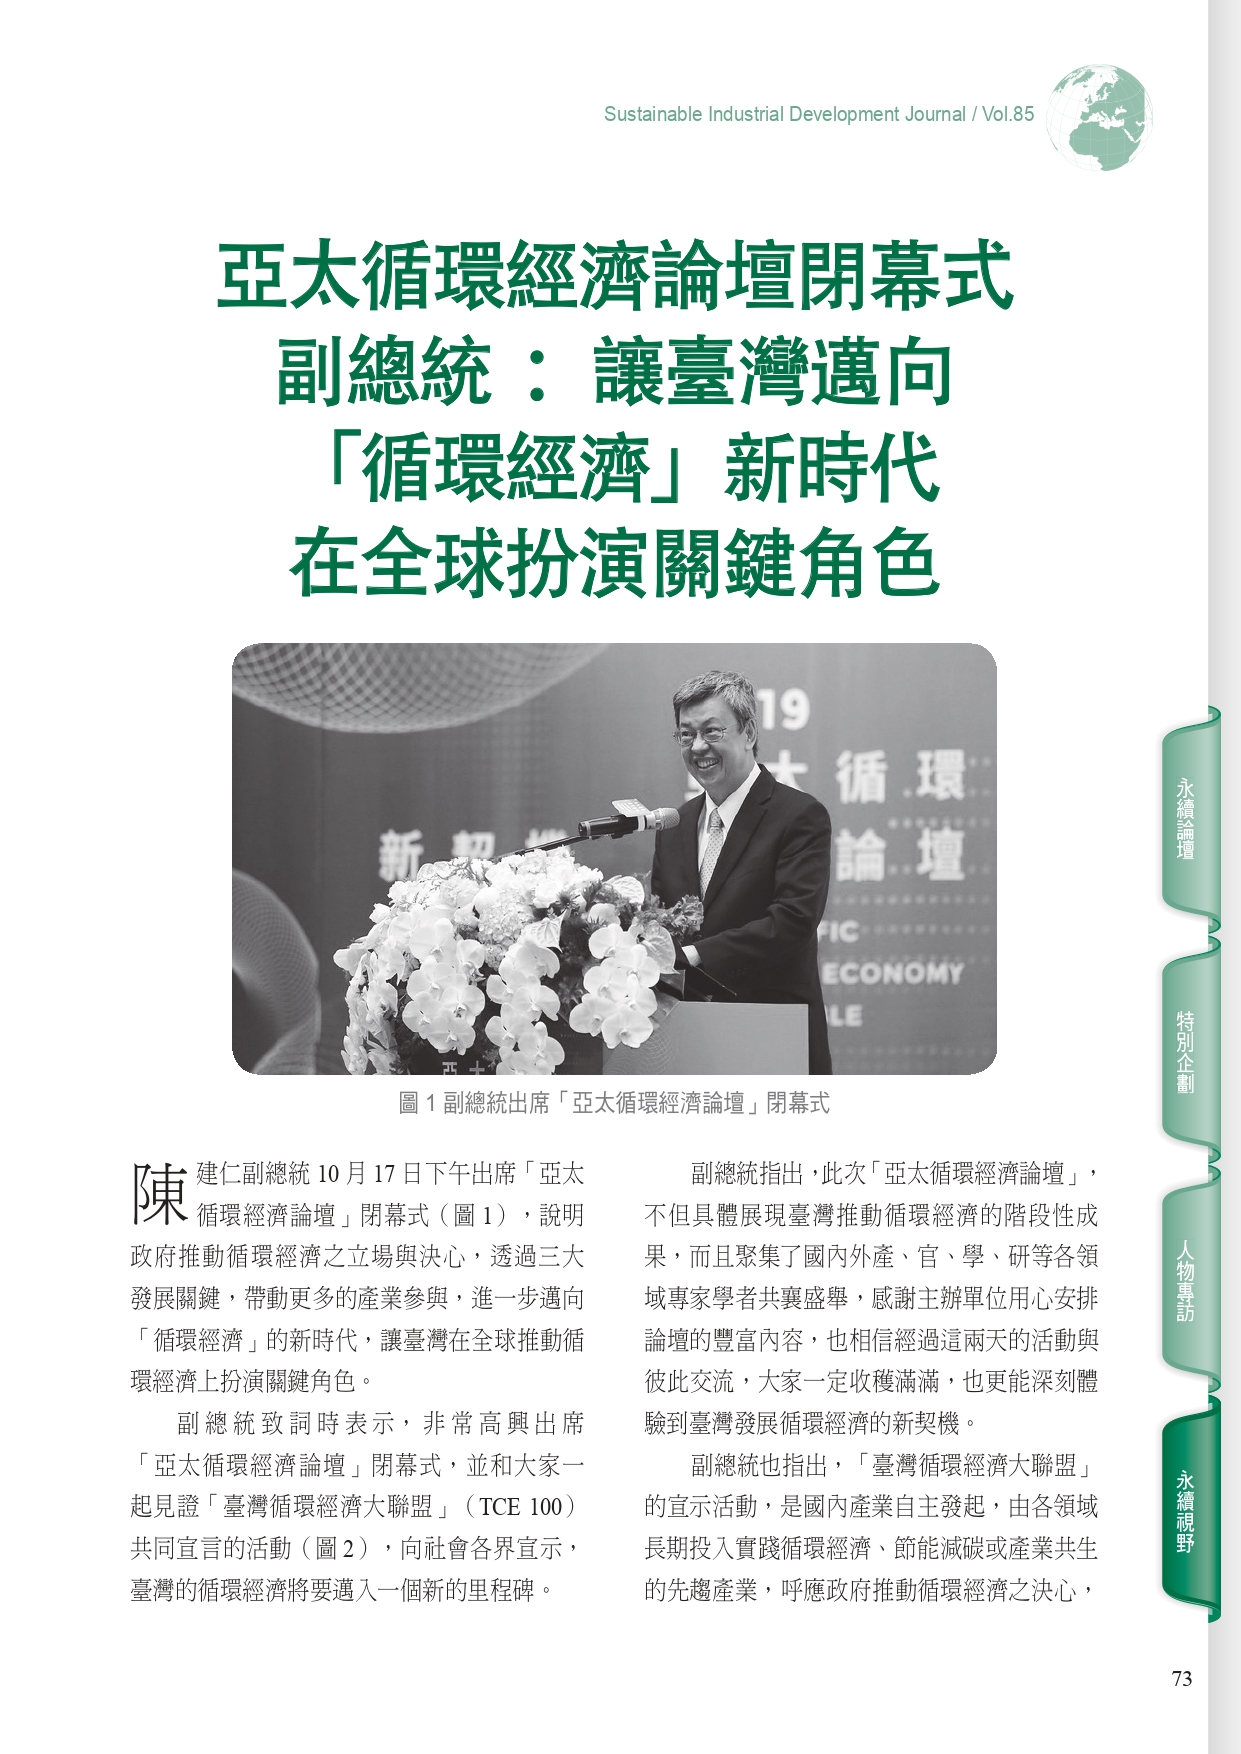 Sustainable Industrial Development Journal / Vol.85
亞太循環經濟論壇閉幕式
副總統：讓臺灣邁向
「循環經濟」新時代
在全球扮演關鍵角色
19
太循環
新契機
論壇
FIC
ECONOMY
LE
亞太
圖 1 副總統出席「亞太循環經濟論壇」閉幕式
陳建仁副總統 10 月 17 日下午出席「亞太
循環經濟論壇」閉幕式（圖 1），說明
政府推動循環經濟之立場與決心，透過三大
發展關鍵，帶動更多的產業參與，進一步邁向
「循環經濟」的新時代，讓臺灣在全球推動循
環經濟上扮演關鍵角色。
副總統致詞時表示，非常高興出席
「亞太循環經濟論壇」閉幕式，並和大家一
起見證「臺灣循環經濟大聯盟」（TCE 100）
共同宣言的活動（圖 2），向社會各界宣示，
臺灣的循環經濟將要邁入一個新的里程碑。
副總統指出，此次「亞太循環經濟論壇」，
不但具體展現臺灣推動循環經濟的階段性成
果，而且聚集了國內外產、官、學、研等各領
域專家學者共襄盛舉，感謝主辦單位用心安排
論壇的豐富內容，也相信經過這兩天的活動與
彼此交流，大家一定收穫滿滿，也更能深刻體
驗到臺灣發展循環經濟的新契機。
副總統也指出，「臺灣循環經濟大聯盟」
的宣示活動，是國內產業自主發起，由各領域
長期投入實踐循環經濟、節能減碳或產業共生
的先趨產業，呼應政府推動循環經濟之決心，
永續論壇
特別企劃
人物專訪
永續視野
73